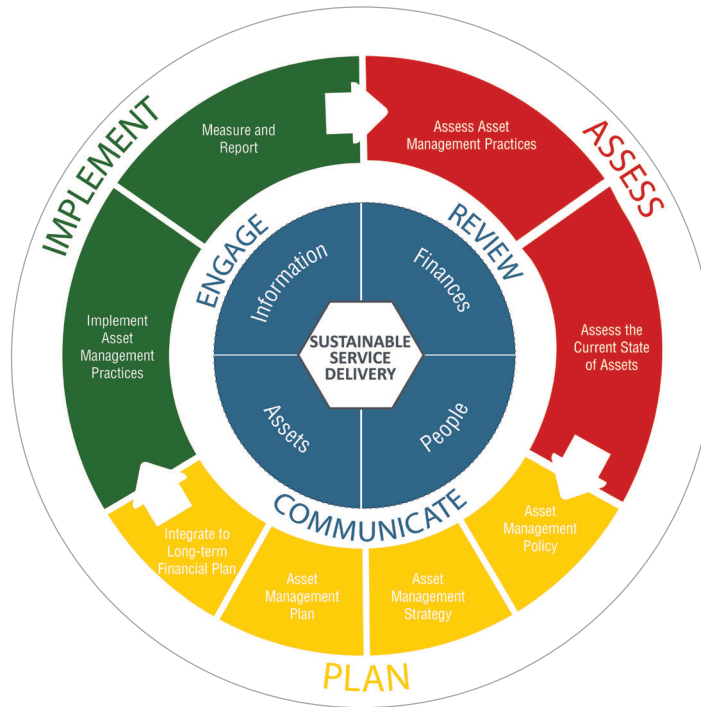 IMPLEMENT
ASSESS
PLAN
Measure and
Report
Assess Asset
Management Practices
Assess the
Current State
of Assets
Asset
Management
Policy
Asset
Management
Strategy
Asset
Management
Plan
Integrate to
Long-term
Financial Plan
Implement
Asset
Management
Practices
ENGAGE
REVIEW
COMMUNICATE
Information
Finances
People
Assets
SUSTAINABLE
SERVICE
DELIVERY